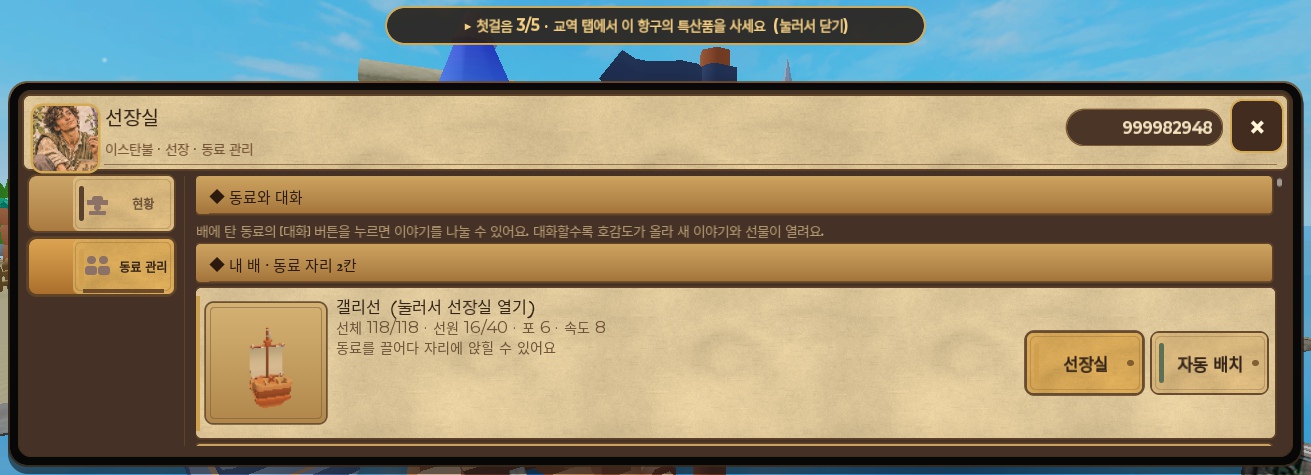 ▸ 첫걸음 3/5 · 교역 탭에서 이 항구의 특산품을 사세요 (눌러서 닫기)
선장실
이스탄불 · 선장 · 동료 관리
999982948
×
현황
동료 관리
◆ 동료와 대화
배에 탄 동료의 [대화] 버튼을 누르면 이야기를 나눌 수 있어요. 대화할수록 호감도가 올라 새 이야기와 선물이 열려요.
◆ 내 배 · 동료 자리 2칸
갤리선 (눌러서 선장실 열기)
선체 118/118 · 선원 16/40 · 포 6 · 속도 8
동료를 끌어다 자리에 앉힐 수 있어요
선장실
자동 배치